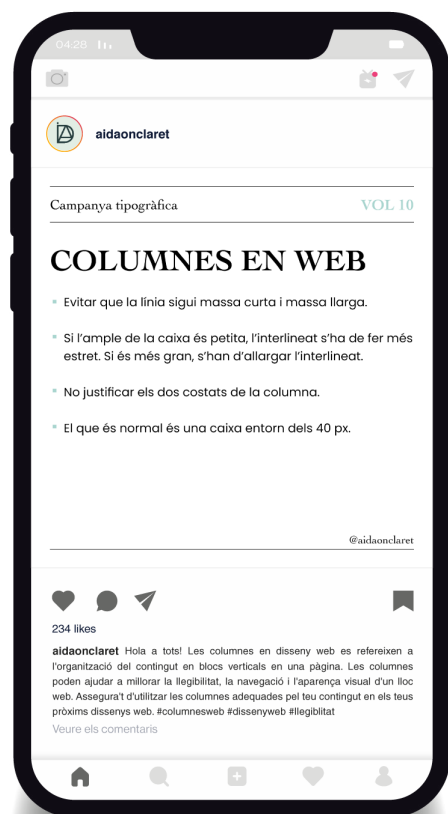 04:28
aidaonclaret
Campanya tipogràfica VOL 10
COLUMNES EN WEB
Evitar que la línia sigui massa curta i massa llarga.
Si l'ample de la caixa és petita, l'interlineat s'ha de fer més
estret. Si és més gran, s'han d'allargar l'interlineat.
No justificar els dos costats de la columna.
El que és normal és una caixa entorn dels 40 px.
@aidaonclaret
234 likes
aidaonclaret Hola a tots! Les columnes en disseny web es refereixen a
l'organització del contingut en blocs verticals en una pàgina. Les columnes
poden ajudar a millorar la llegibilitat, la navegació i l'aparença visual d'un lloc
web. Assegura't d'utilitzar les columnes adequades pel teu contingut en els teus
pròxims dissenys web. #columnesweb #dissenyweb #llegiblitat
Veure els comentaris